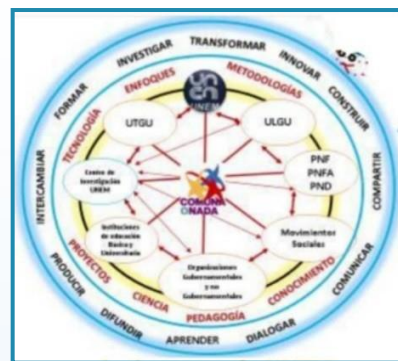 TRANSFORMAR
INNOVAR
CONSTRUIR
COMPARTIR
COMUNICAR
DIALOGAR
APRENDER
DIFUNDIR
PRODUCIR
INTERCAMBIAR
FORMAR
INVESTIGAR
ENFOQUES
METODOLOGÍAS
CONOCIMIENTO
PEDAGOGÍA
CIENCIA
PROYECTOS
TECNOLOGÍA
UNEM
UTGU
ULGU
Centro de
Investigación
UNEM
PNF
PNFA
PND
COMUNA
O NADA
Instituciones
de educación
Básica y
Universitaria
Movimientos
Sociales
Organizaciones
Gubernamentales
y no
Gubernamentales